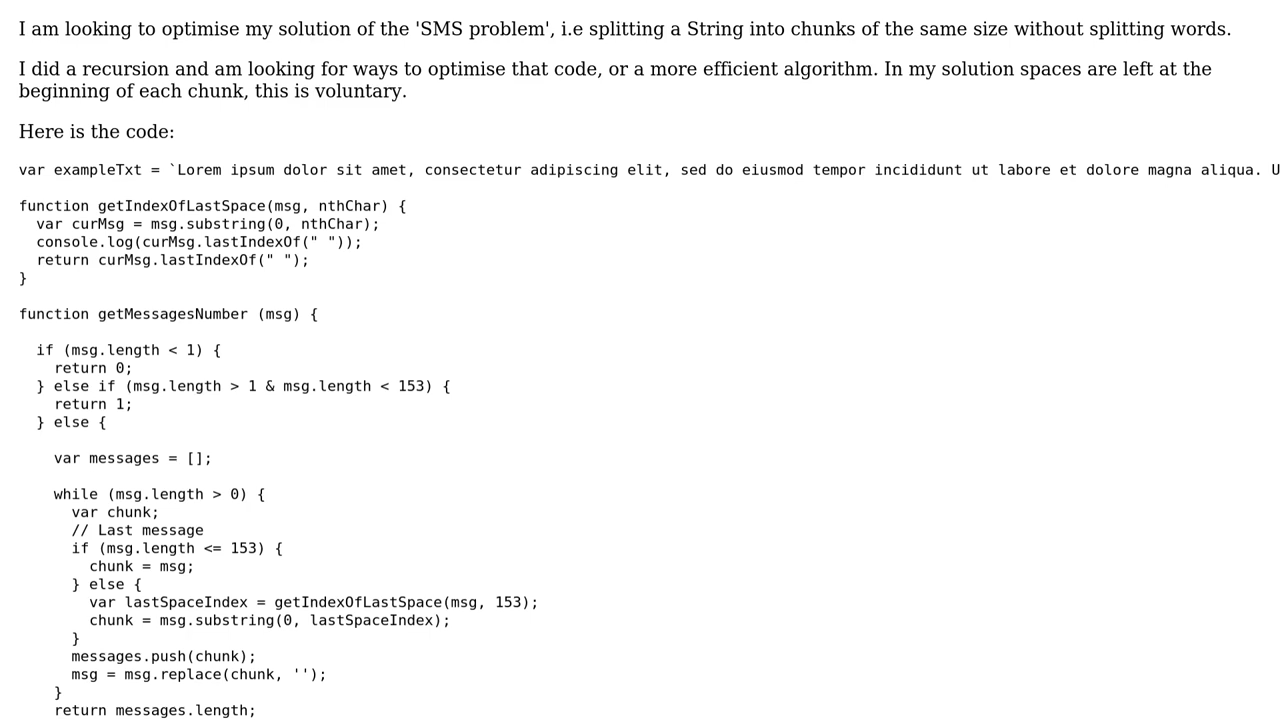 I am looking to optimise my solution of the 'SMS problem', i.e splitting a String into chunks of the same size without splitting words.
I did a recursion and am looking for ways to optimise that code, or a more efficient algorithm. In my solution spaces are left at the
beginning of each chunk, this is voluntary.
Here is the code:
var exampleTxt = `Lorem ipsum dolor sit amet, consectetur adipiscing elit, sed do eiusmod tempor incididunt ut labore et dolore magna aliqua. U
function getIndexOfLastSpace(msg, nthChar) {
  var curMsg = msg.substring(0, nthChar);
  console.log(curMsg.lastIndexOf(" "));
  return curMsg.lastIndexOf(" ");
}
function getMessagesNumber (msg) {
  if (msg.length < 1) {
    return 0;
  } else if (msg.length > 1 & msg.length < 153) {
    return 1;
  } else {
    var messages = [];
    while (msg.length > 0) {
      var chunk;
      // Last message
      if (msg.length <= 153) {
        chunk = msg;
      } else {
        var lastSpaceIndex = getIndexOfLastSpace(msg, 153);
        chunk = msg.substring(0, lastSpaceIndex);
      }
      messages.push(chunk);
      msg = msg.replace(chunk, '');
    }
    return messages.length;